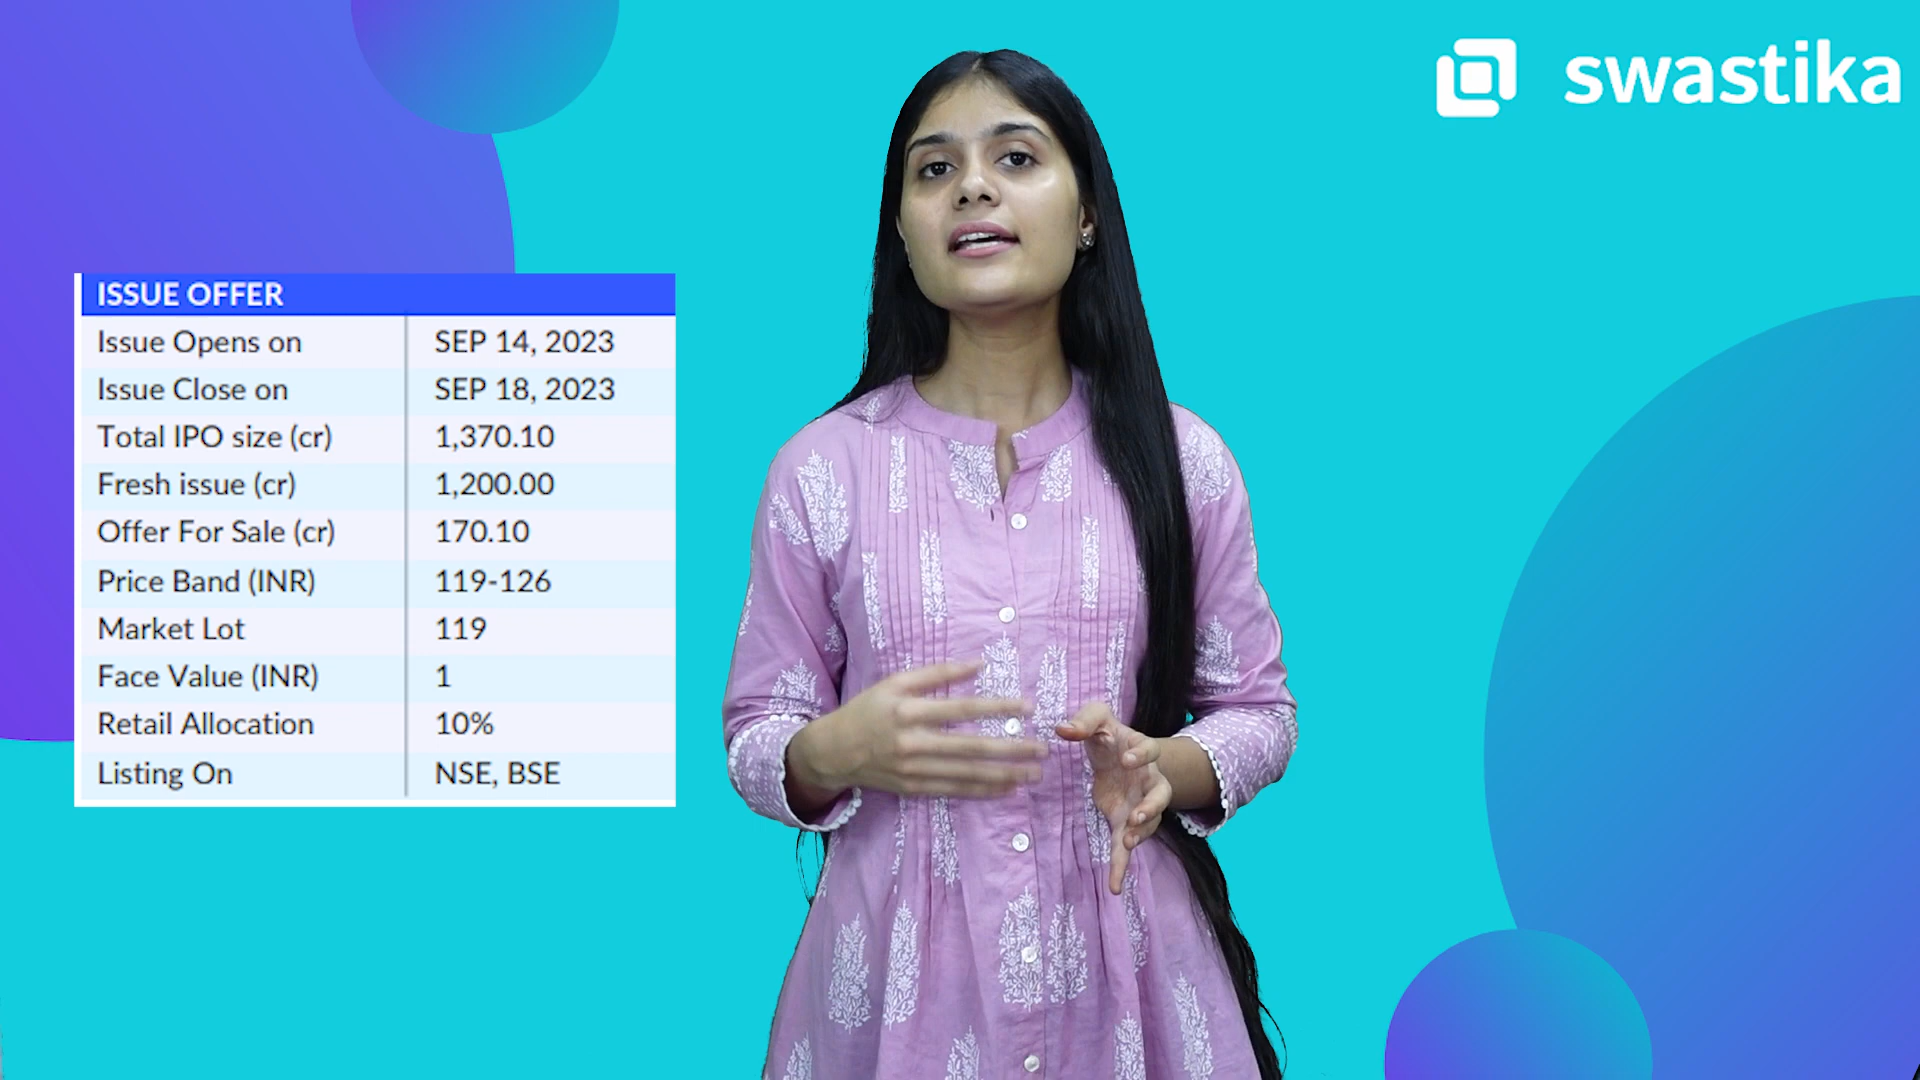 swastika
ISSUE OFFER
Issue Opens on SEP 14, 2023
Issue Close on SEP 18, 2023
Total IPO size (cr) 1,370.10
Fresh issue (cr) 1,200.00
Offer For Sale (cr) 170.10
Price Band (INR) 119-126
Market Lot 119
Face Value (INR) 1
Retail Allocation 10%
Listing On NSE, BSE